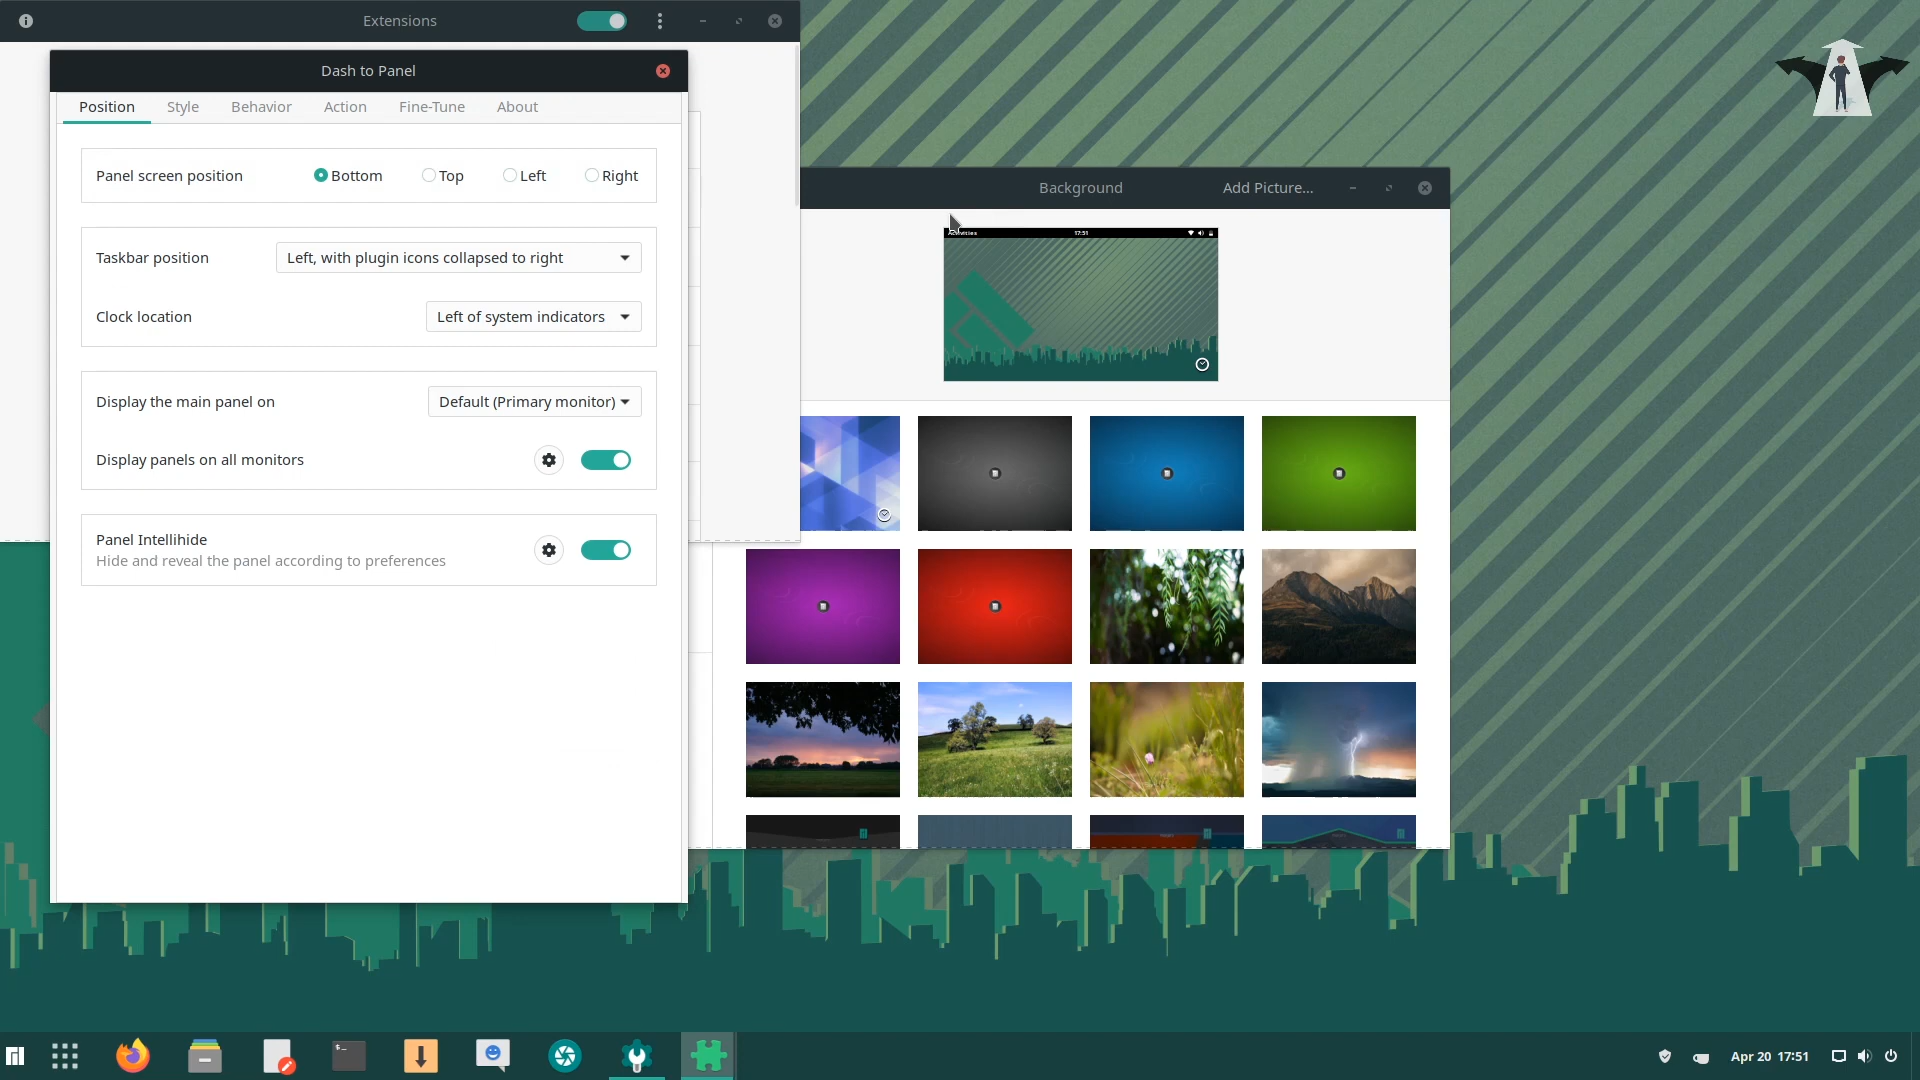 Extensions
Dash to Panel
Position Style Behavior Action Fine-Tune About
Panel screen position Bottom Top Left Right
Taskbar position Left, with plugin icons collapsed to right
Clock location Left of system indicators
Display the main panel on Default (Primary monitor)
Display panels on all monitors
Panel Intellihide
Hide and reveal the panel according to preferences
Background Add Picture...
17:51
Apr 20 17:51